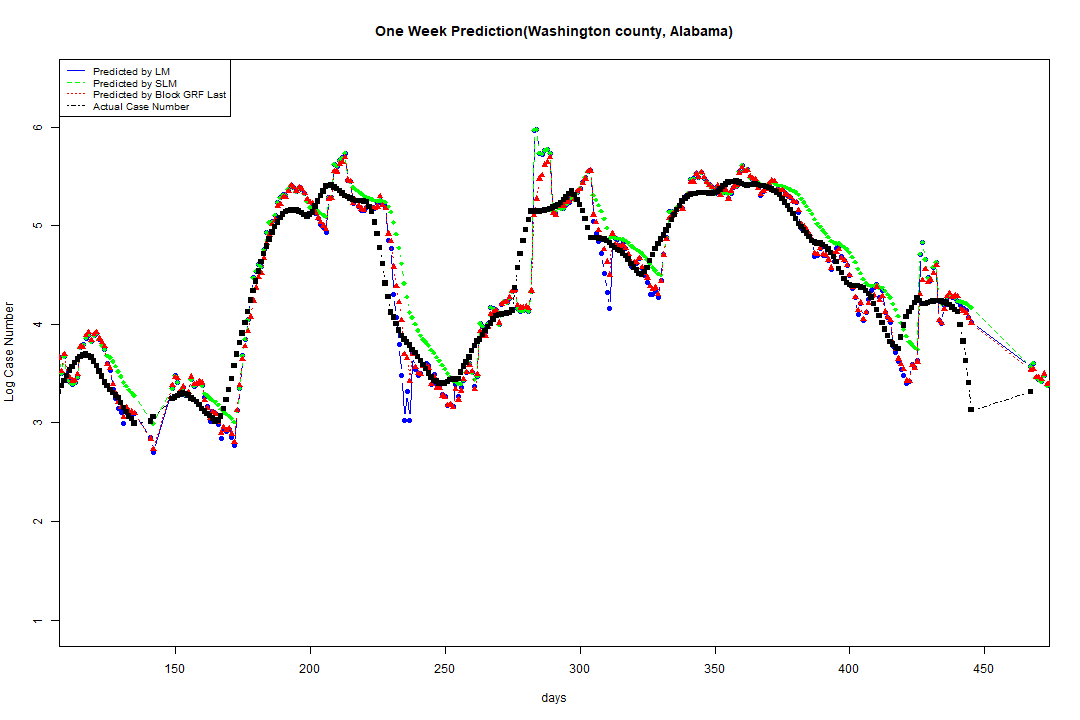 One Week Prediction(Washington county, Alabama)
Predicted by LM
Predicted by SLM
Predicted by Block GRF Last
Actual Case Number
Log Case Number
6
5
4
3
2
1
150 200 250 300 350 400 450
days